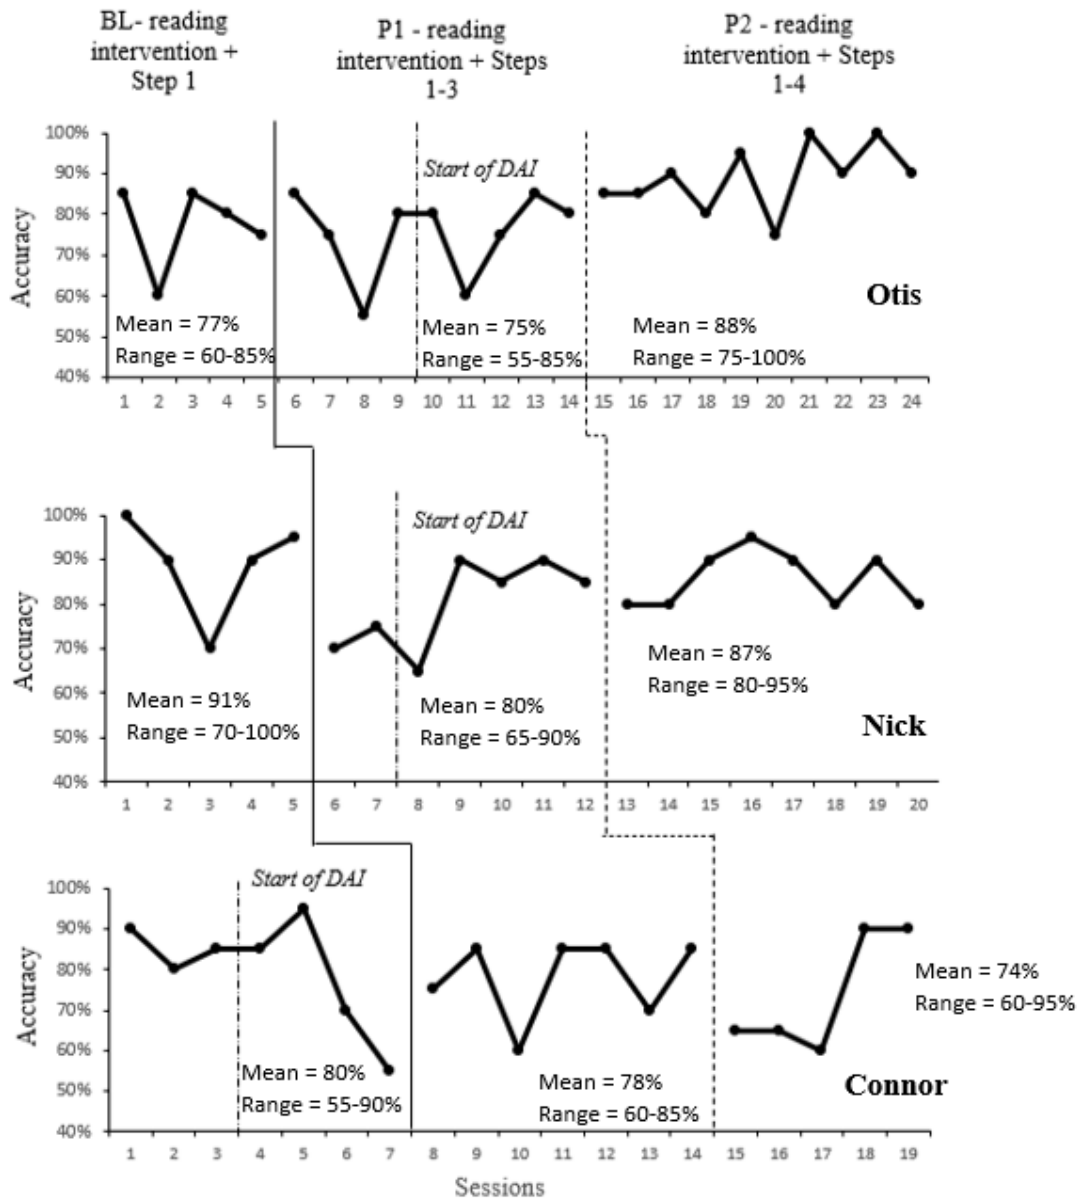 BL- reading
intervention +
Step 1
P1 - reading
intervention + Steps
1-3
P2 - reading
intervention + Steps
1-4
Accuracy
100%
90%
80%
70%
60%
50%
40%
Start of DAI
Otis
Mean = 77%
Range = 60-85%
Mean = 75%
Range = 55-85%
Mean = 88%
Range = 75-100%
1 2 3 4 5 6 7 8 9 10 11 12 13 14 15 16 17 18 19 20 21 22 23 24
Accuracy
100%
90%
80%
70%
60%
50%
40%
Start of DAI
Mean = 91%
Range = 70-100%
Mean = 80%
Range = 65-90%
Mean = 87%
Range = 80-95%
Nick
1 2 3 4 5 6 7 8 9 10 11 12 13 14 15 16 17 18 19 20
Accuracy
100%
90%
80%
70%
60%
50%
40%
Start of DAI
Mean = 80%
Range = 55-90%
Mean = 78%
Range = 60-85%
Mean = 74%
Range = 60-95%
Connor
1 2 3 4 5 6 7 8 9 10 11 12 13 14 15 16 17 18 19
Sessions